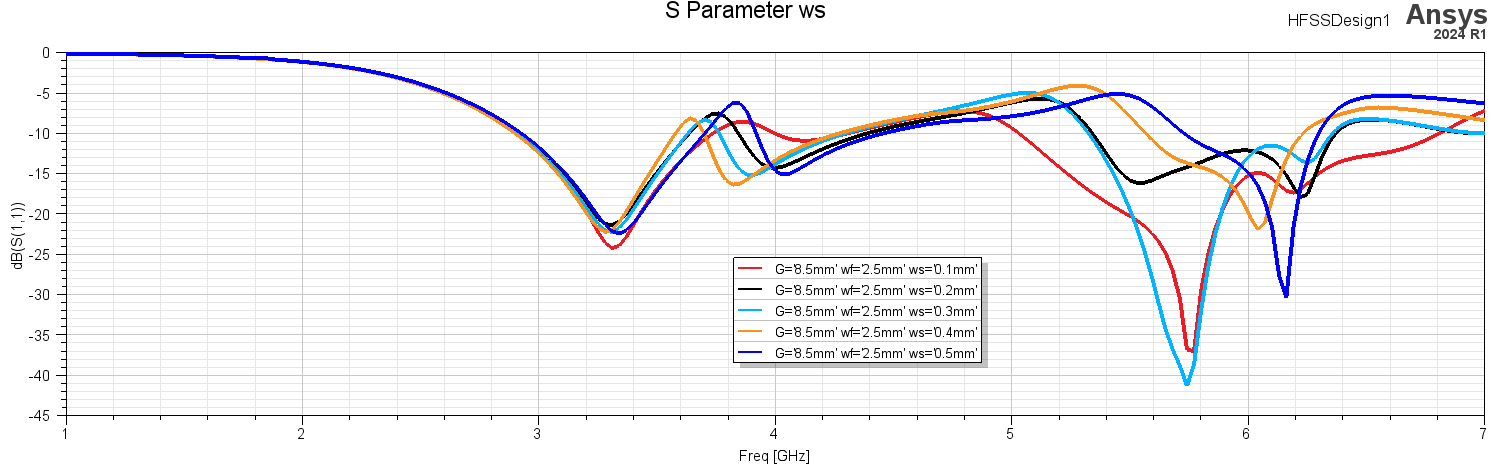 S Parameter ws
HFSSDesign1
Ansys
2024 R1
0
-5
-10
-15
-20
-25
-30
-35
-40
-45
dB(S(1,1))
G='8.5mm' wf='2.5mm' ws='0.1mm'
G='8.5mm' wf='2.5mm' ws='0.2mm'
G='8.5mm' wf='2.5mm' ws='0.3mm'
G='8.5mm' wf='2.5mm' ws='0.4mm'
G='8.5mm' wf='2.5mm' ws='0.5mm'
1 2 3 4 5 6 7
Freq [GHz]